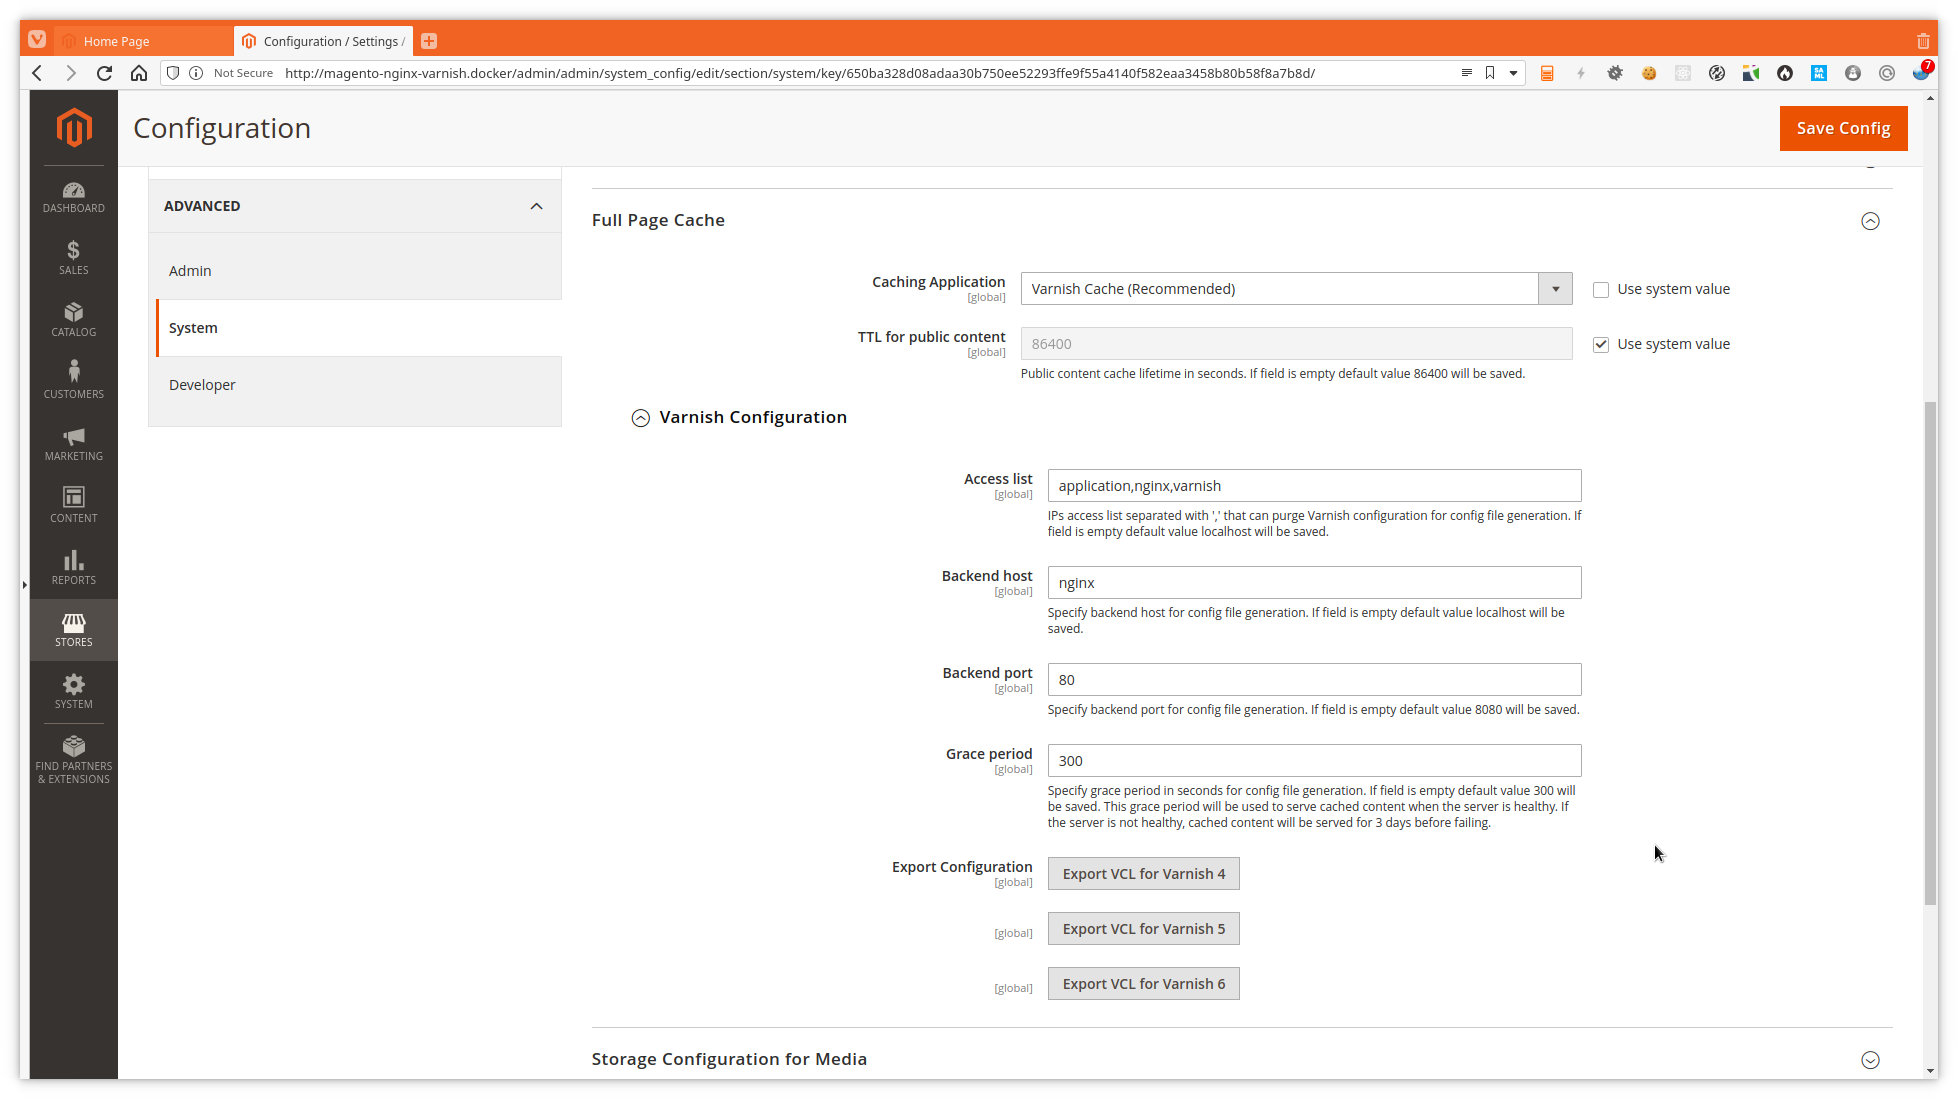 Home Page
Configuration / Settings /
Not Secure
http://magento-nginx-varnish.docker/admin/admin/system_config/edit/section/system/key/650ba328d08adaa30b750ee52293ffe9f55a4140f582eaa3458b80b58f8a7b8d/
7
Configuration
Save Config
DASHBOARD
SALES
CATALOG
CUSTOMERS
MARKETING
CONTENT
REPORTS
STORES
SYSTEM
FIND PARTNERS
& EXTENSIONS
ADVANCED
Admin
System
Developer
Full Page Cache
Caching Application
[global]
Varnish Cache (Recommended)
Use system value
TTL for public content
[global]
86400
Use system value
Public content cache lifetime in seconds. If field is empty default value 86400 will be saved.
Varnish Configuration
Access list
[global]
application,nginx,varnish
IPs access list separated with ',' that can purge Varnish configuration for config file generation. If
field is empty default value localhost will be saved.
Backend host
[global]
nginx
Specify backend host for config file generation. If field is empty default value localhost will be
saved.
Backend port
[global]
80
Specify backend port for config file generation. If field is empty default value 8080 will be saved.
Grace period
[global]
300
Specify grace period in seconds for config file generation. If field is empty default value 300 will
be saved. This grace period will be used to serve cached content when the server is healthy. If
the server is not healthy, cached content will be served for 3 days before failing.
Export Configuration
[global]
Export VCL for Varnish 4
[global]
Export VCL for Varnish 5
[global]
Export VCL for Varnish 6
Storage Configuration for Media